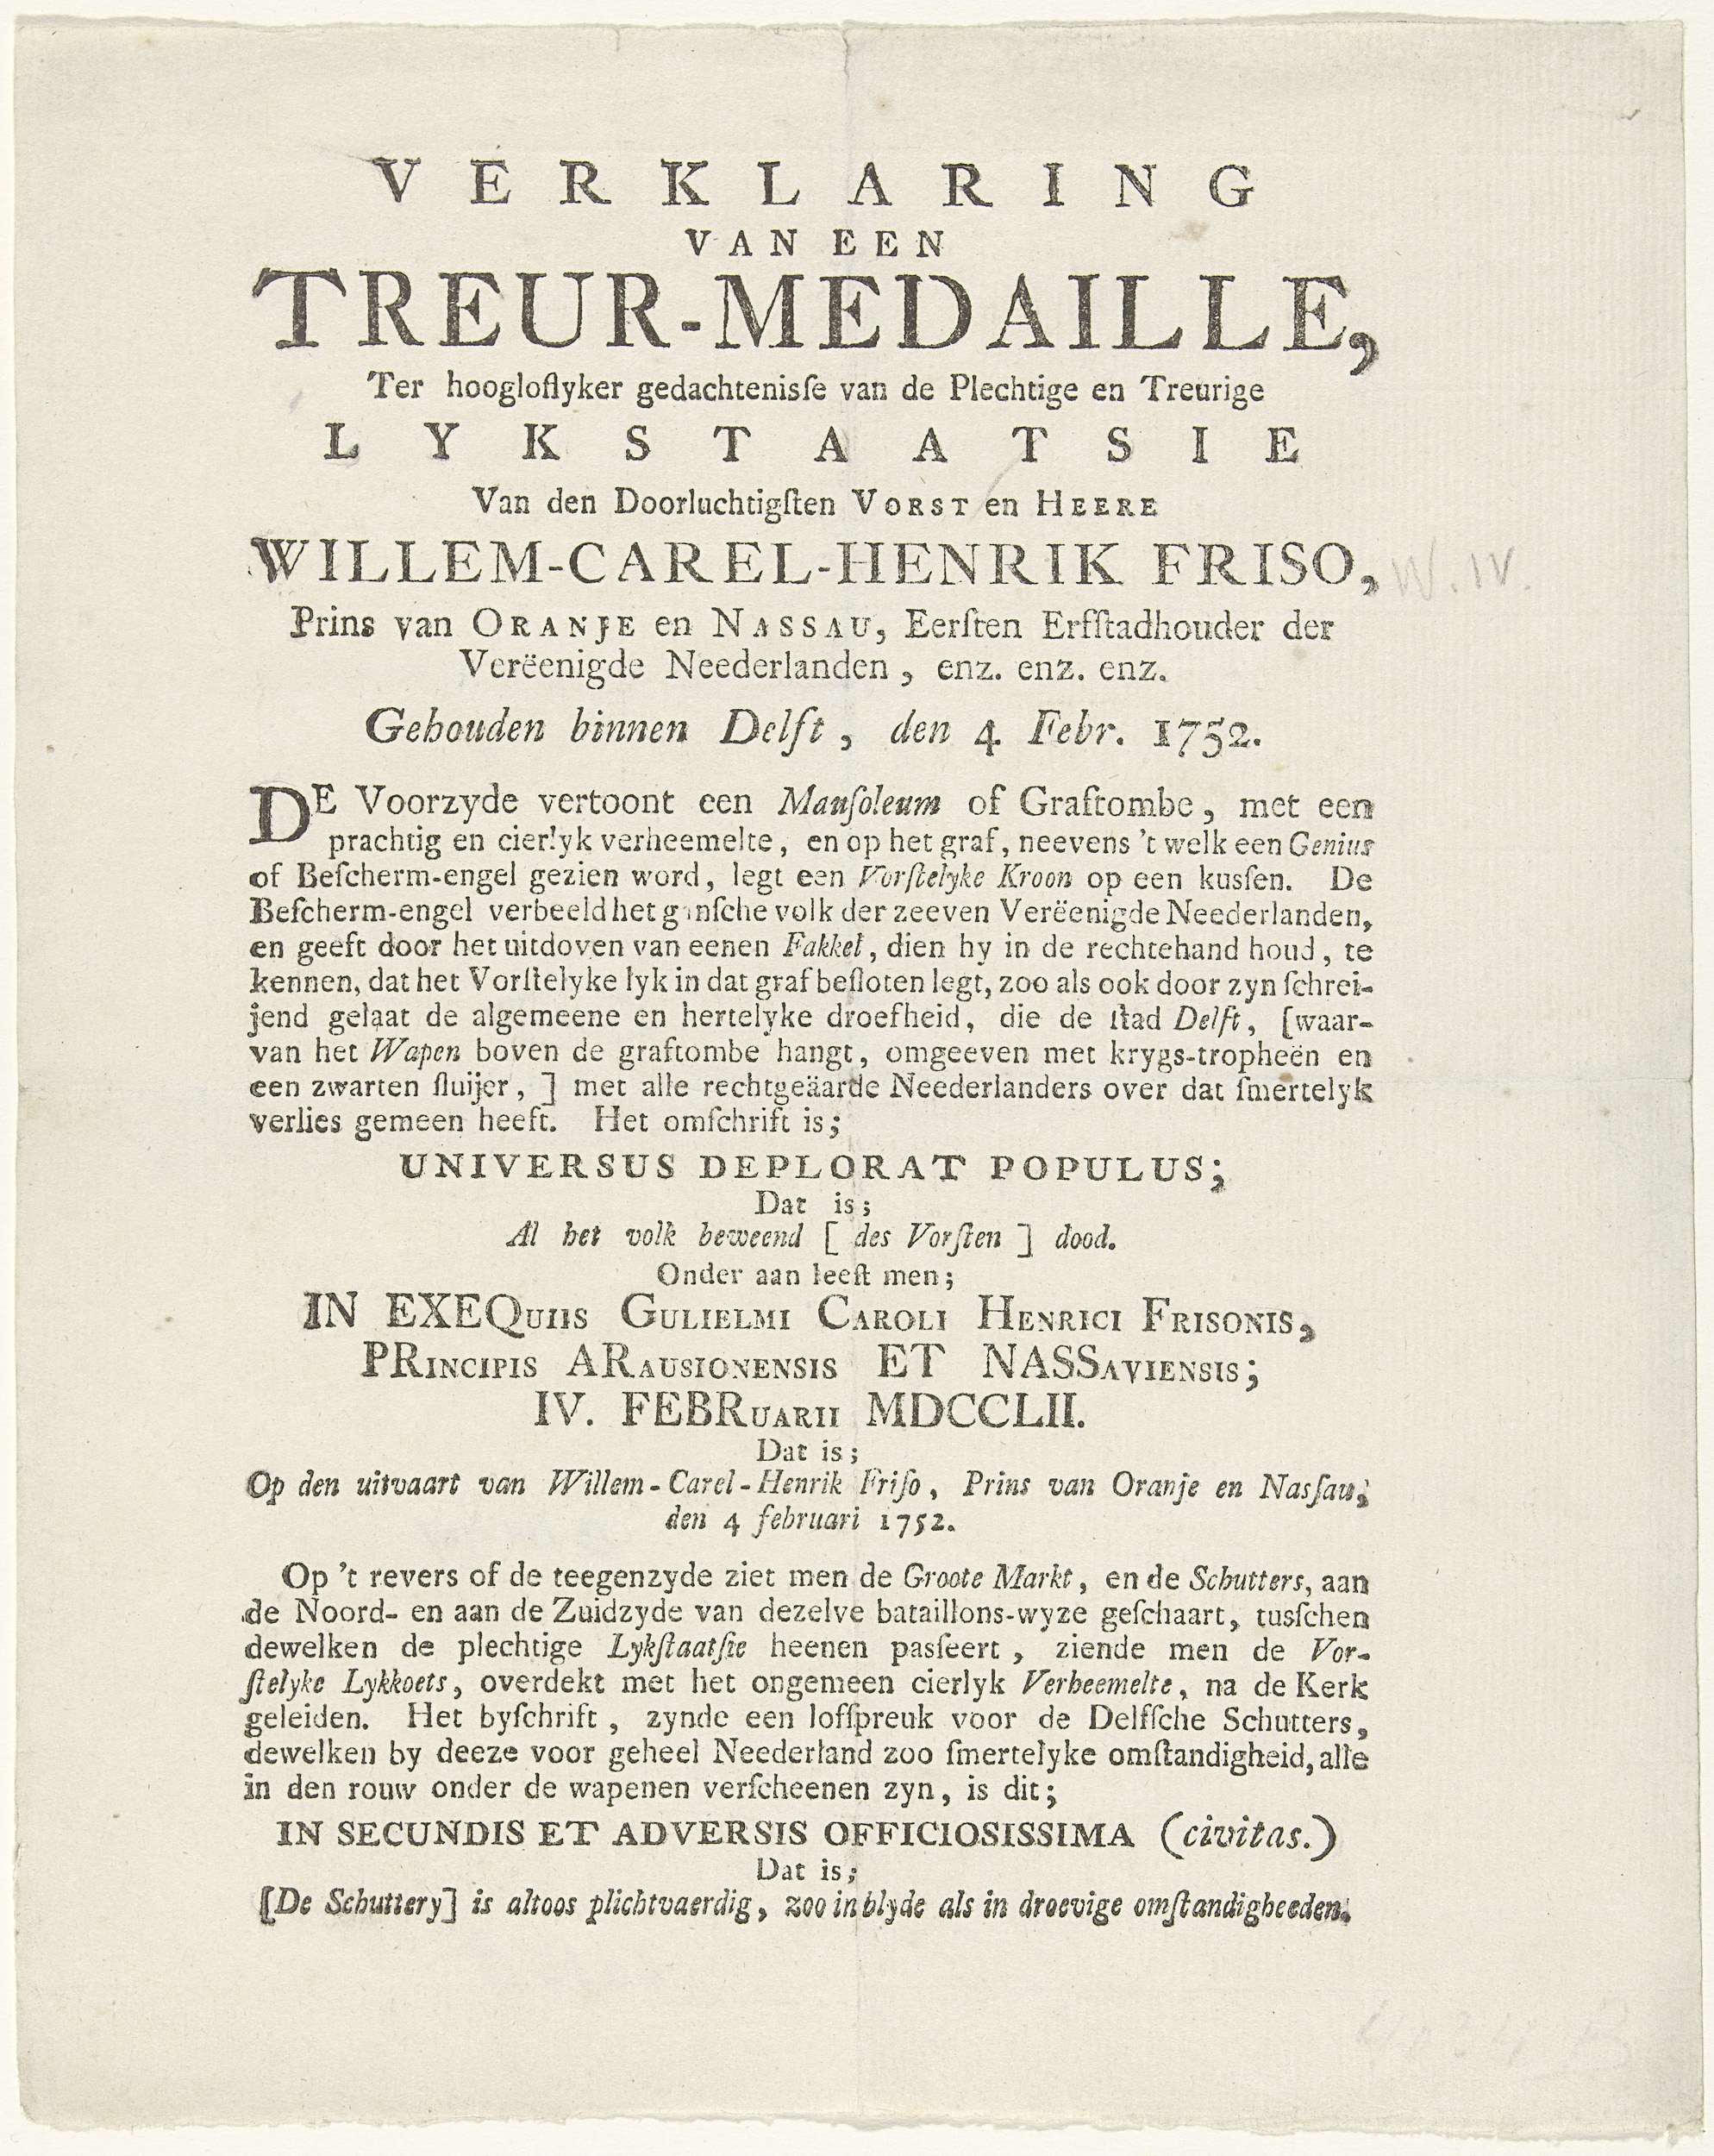 VERKLARING
VAN EEN
TREUR-MEDAILLE,
Ter hoogloflyker gedachtenisſe van de Plechtige en Treurige
LYKSTAATSIE
Van den Doorluchtigſten VORST en HEERE
WILLEM-CAREL-HENRIK FRISO, W. IV.
Prins van ORANJE en NASSAU, Eerſten Erfſtadhouder der
Vereënigde Neederlanden, enz. enz. enz.
Gehouden binnen Delft, den 4 Febr. 1752.
DE Voorzyde vertoont een Mauſoleum of Graftombe, met een
prachtig en cierlyk verheemelte, en op het graf, neevens 't welk een Genius
of Beſcherm-engel gezien word, legt een Vorſtelyke Kroon op een kusſen. De
Beſcherm-engel verbeeld het ganſche volk der zeeven Vereënigde Neederlanden,
en geeft door het uitdoven van eenen Fakkel, dien hy in de rechtehand houd, te
kennen, dat het Vorſtelyke lyk in dat graf beſloten legt, zoo als ook door zyn ſchrei-
jend gelaat de algemeene en hertelyke droefheid, die de ſtad Delft, [waar-
van het Wapen boven de graftombe hangt, omgeeven met krygs-tropheën en
een zwarten ſluijer,] met alle rechtgeäarde Neederlanders over dat ſmertelyk
verlies gemeen heeft. Het omſchrift is;
UNIVERSUS DEPLORAT POPULUS;
Dat is;
Al het volk beweend [des Vorſten] dood.
Onder aan leeſt men;
IN EXEQUIIS GULIELMI CAROLI HENRICI FRISONIS,
PRINCIPIS ARAUSIONENSIS ET NASSAVIENSIS;
IV. FEBRUARII MDCCLII.
Dat is;
Op den uitvaart van Willem-Carel-Henrik Friſo, Prins van Oranje en Nasſau,
den 4 februari 1752.
Op 't revers of de teegenzyde ziet men de Groote Markt, en de Schutters, aan
de Noord- en aan de Zuidzyde van dezelve bataillons-wyze geſchaart, tusſchen
dewelken de plechtige Lykſtaatſie heenen pasſeert, ziende men de Vor-
ſtelyke Lykkoets, overdekt met het ongemeen cierlyk Verheemelte, na de Kerk
geleiden. Het byſchrift, zynde een lofſpreuk voor de Delfſche Schutters,
dewelken by deeze voor geheel Neederland zoo ſmertelyke omſtandigheid, alle
in den rouw onder de wapenen verſcheenen zyn, is dit;
IN SECUNDIS ET ADVERSIS OFFICIOSISSIMA (civitas.)
Dat is;
[De Schuttery] is altoos plichtvaerdig, zoo in blyde als in droevige omſtandigheeden.